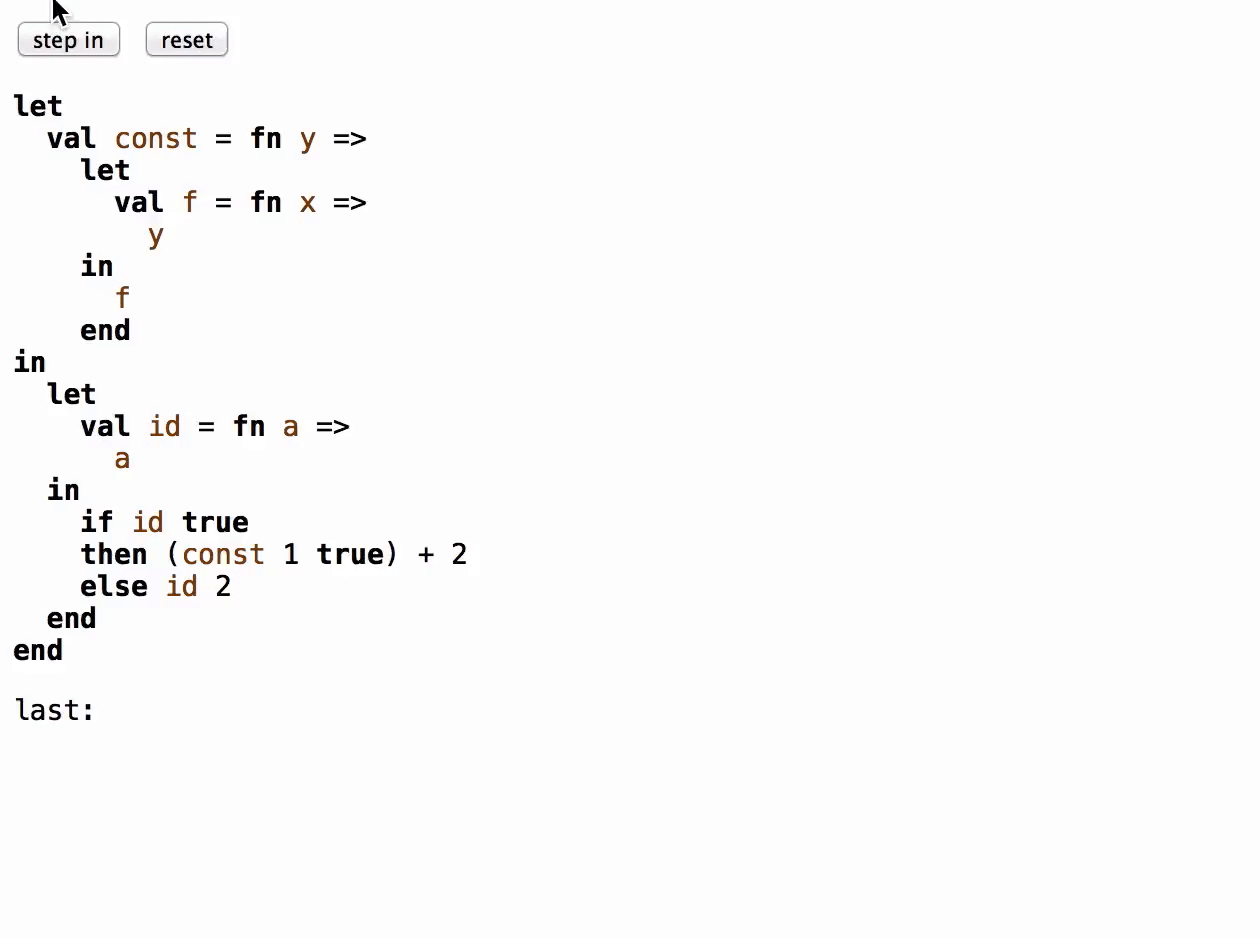 step in reset
let
  val const = fn y =>
    let
      val f = fn x =>
        y
    in
      f
    end
in
  let
    val id = fn a =>
      a
  in
    if id true
    then (const 1 true) + 2
    else id 2
  end
end
last: